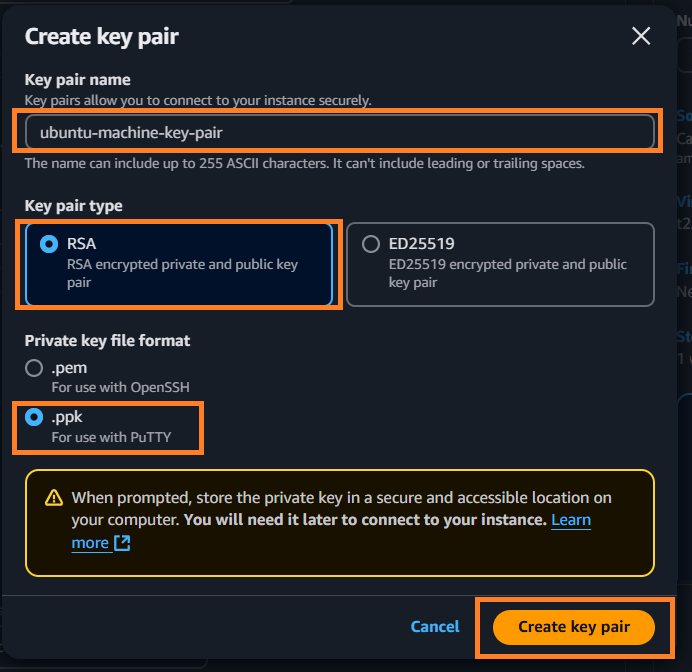 Create key pair
Key pair name
Key pairs allow you to connect to your instance securely.
ubuntu-machine-key-pair
The name can include up to 255 ASCII characters. It can't include leading or trailing spaces.
Key pair type
RSA
RSA encrypted private and public key
pair
ED25519
ED25519 encrypted private and public
key pair
Private key file format
.pem
For use with OpenSSH
.ppk
For use with PuTTY
When prompted, store the private key in a secure and accessible location on
your computer. You will need it later to connect to your instance. Learn
more
Cancel
Create key pair